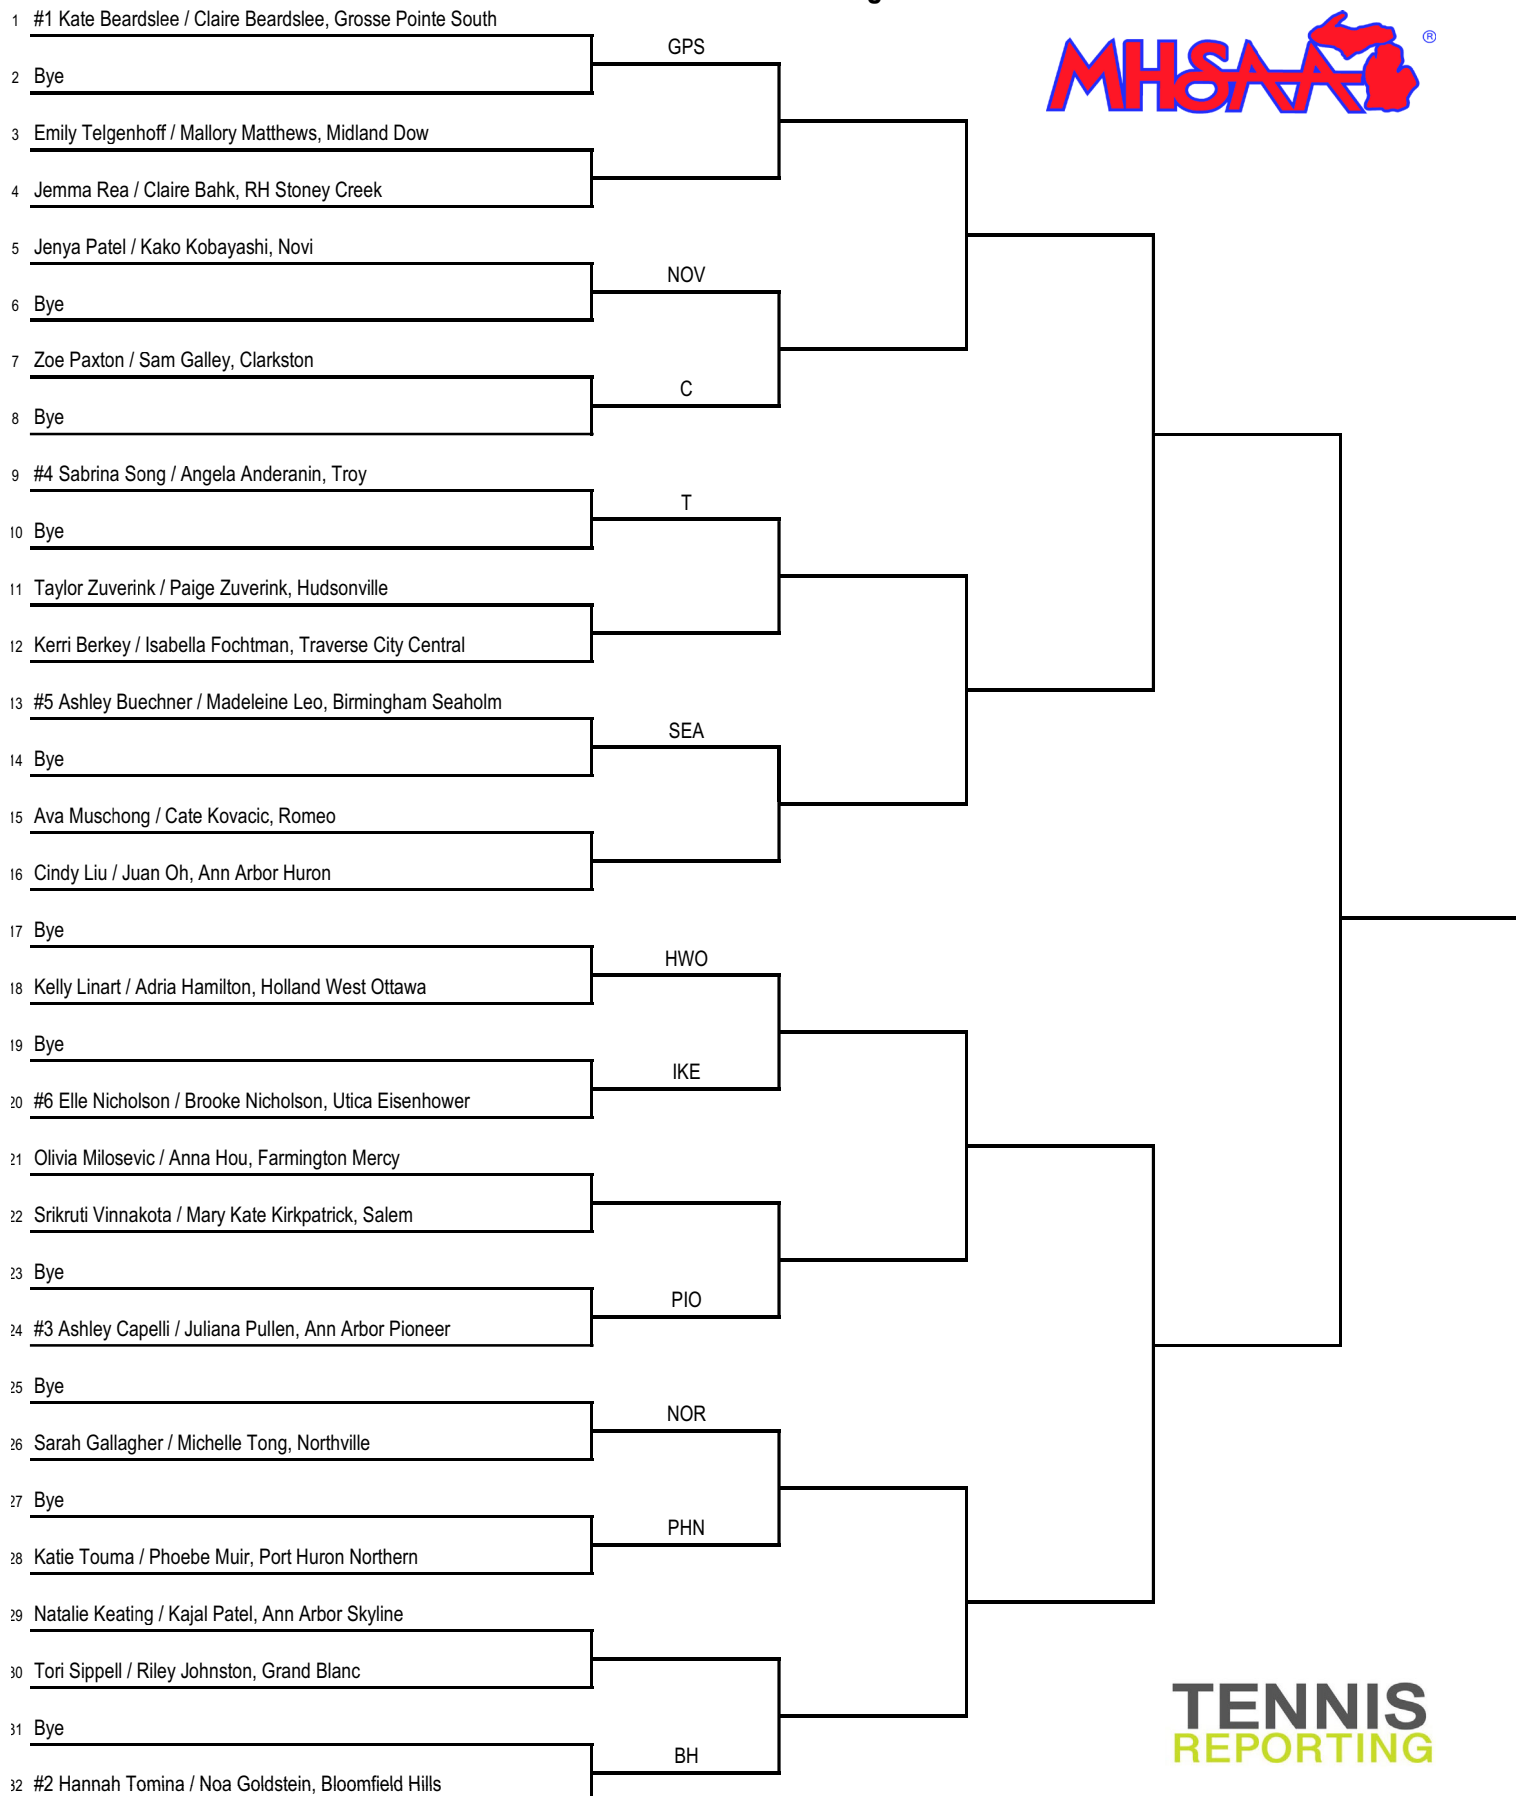 1 #1 Kate Beardslee / Claire Beardslee, Grosse Pointe South
GPS
MHSAA ®
2 Bye
3 Emily Telgenhoff / Mallory Matthews, Midland Dow
4 Jemma Rea / Claire Bahk, RH Stoney Creek
5 Jenya Patel / Kako Kobayashi, Novi
NOV
6 Bye
7 Zoe Paxton / Sam Galley, Clarkston
C
8 Bye
9 #4 Sabrina Song / Angela Anderanin, Troy
T
10 Bye
11 Taylor Zuverink / Paige Zuverink, Hudsonville
12 Kerri Berkey / Isabella Fochtman, Traverse City Central
13 #5 Ashley Buechner / Madeleine Leo, Birmingham Seaholm
SEA
14 Bye
15 Ava Muschong / Cate Kovacic, Romeo
16 Cindy Liu / Juan Oh, Ann Arbor Huron
17 Bye
HWO
18 Kelly Linart / Adria Hamilton, Holland West Ottawa
19 Bye
IKE
20 #6 Elle Nicholson / Brooke Nicholson, Utica Eisenhower
21 Olivia Milosevic / Anna Hou, Farmington Mercy
22 Srikruti Vinnakota / Mary Kate Kirkpatrick, Salem
23 Bye
PIO
24 #3 Ashley Capelli / Juliana Pullen, Ann Arbor Pioneer
25 Bye
NOR
26 Sarah Gallagher / Michelle Tong, Northville
27 Bye
PHN
28 Katie Touma / Phoebe Muir, Port Huron Northern
29 Natalie Keating / Kajal Patel, Ann Arbor Skyline
30 Tori Sippell / Riley Johnston, Grand Blanc
31 Bye
BH
32 #2 Hannah Tomina / Noa Goldstein, Bloomfield Hills
TENNIS
REPORTING